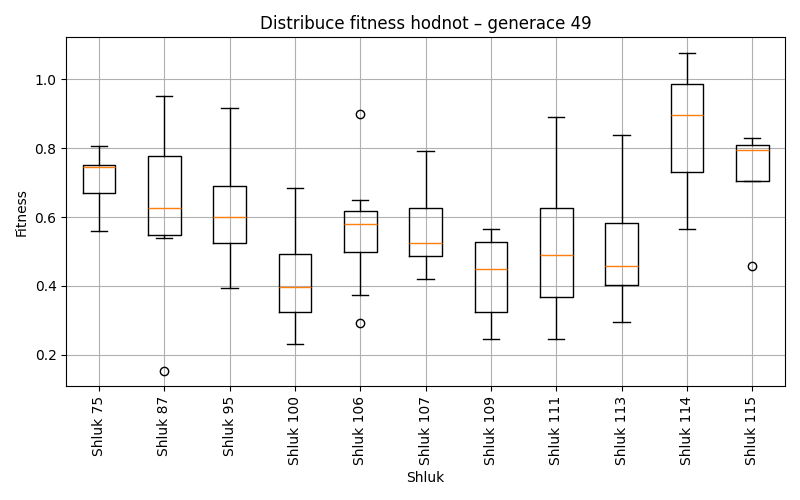 Distribuce fitness hodnot – generace 49
Fitness
1.0
0.8
0.6
0.4
0.2
Shluk 75
Shluk 87
Shluk 95
Shluk 100
Shluk 106
Shluk 107
Shluk 109
Shluk 111
Shluk 113
Shluk 114
Shluk 115
Shluk